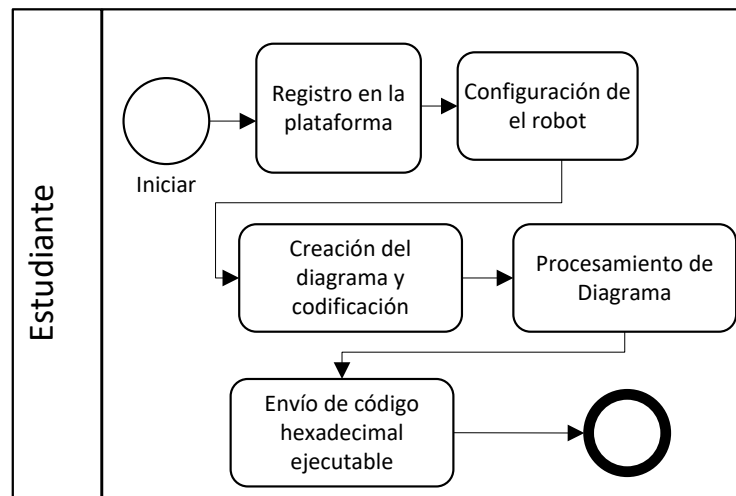 Estudiante
Iniciar
Registro en la
plataforma
Configuración de
el robot
Creación del
diagrama y
codificación
Procesamiento de
Diagrama
Envío de código
hexadecimal
ejecutable